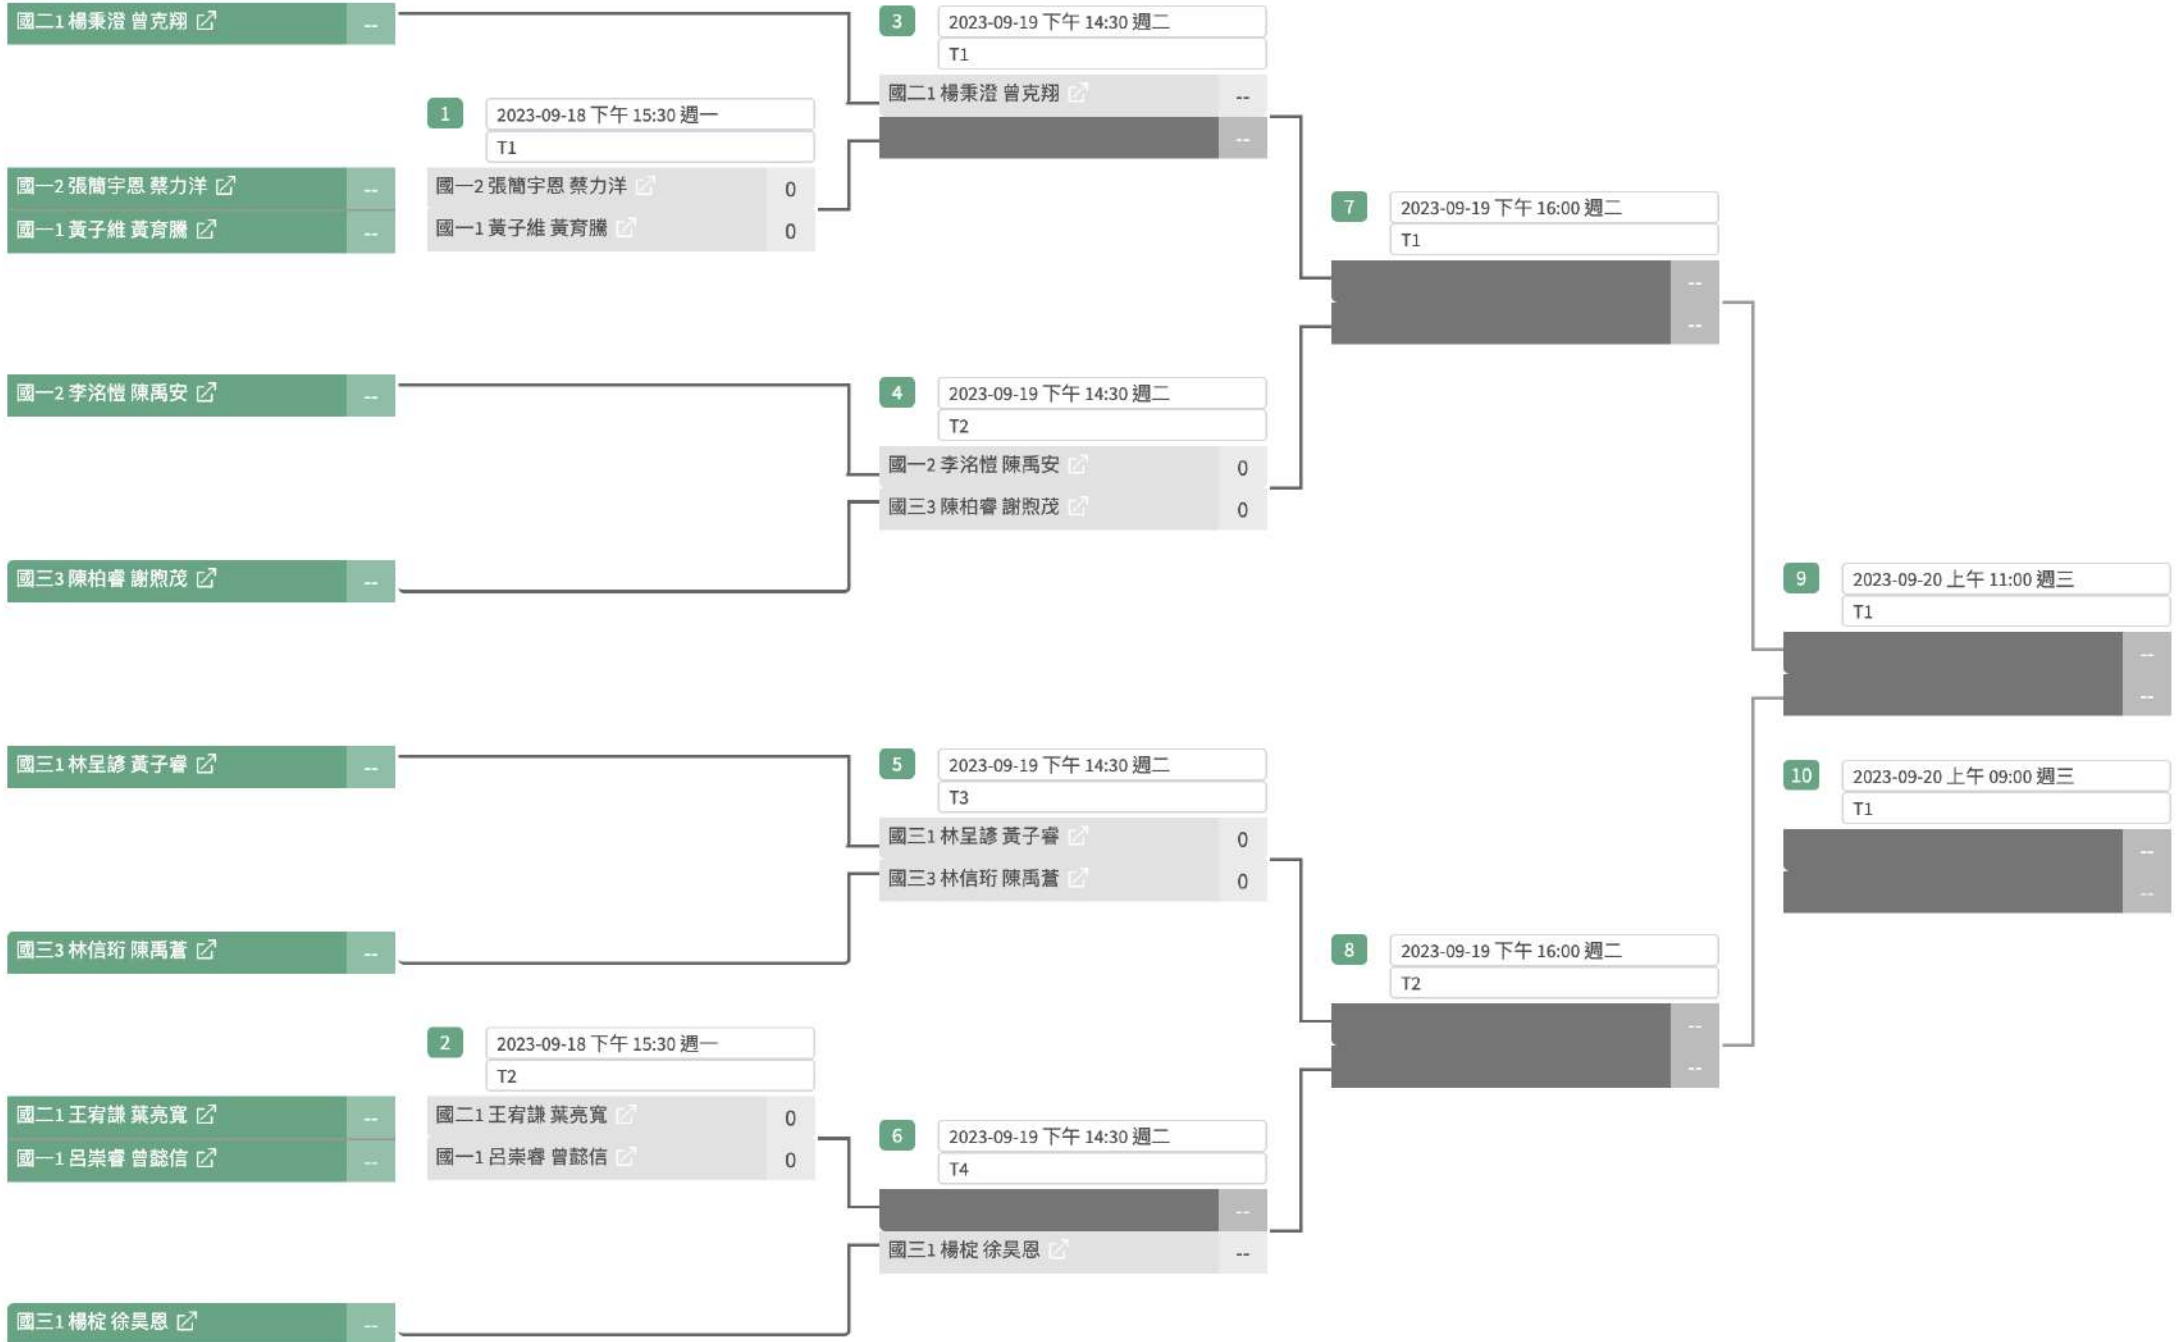 國二1 楊秉澄 曾克翔 --
國一2 張簡宇恩 蔡力洋 --
國一1 黃子維 黃育騰 --
國一2 李洺愷 陳禹安 --
國三3 陳柏睿 謝煦茂 --
國三1 林呈諺 黃子睿 --
國三3 林信珩 陳禹蒼 --
國二1 王宥謙 葉亮寬 --
國一1 呂崇睿 曾懿信 --
國三1 楊椗 徐昊恩 --
1 2023-09-18 下午 15:30 週一
T1
國一2 張簡宇恩 蔡力洋 0
國一1 黃子維 黃育騰 0
2 2023-09-18 下午 15:30 週一
T2
國二1 王宥謙 葉亮寬 0
國一1 呂崇睿 曾懿信 0
3 2023-09-19 下午 14:30 週二
T1
國二1 楊秉澄 曾克翔 --
--
4 2023-09-19 下午 14:30 週二
T2
國一2 李洺愷 陳禹安 0
國三3 陳柏睿 謝煦茂 0
5 2023-09-19 下午 14:30 週二
T3
國三1 林呈諺 黃子睿 0
國三3 林信珩 陳禹蒼 0
6 2023-09-19 下午 14:30 週二
T4
--
國三1 楊椗 徐昊恩 --
7 2023-09-19 下午 16:00 週二
T1
--
--
8 2023-09-19 下午 16:00 週二
T2
--
--
9 2023-09-20 上午 11:00 週三
T1
--
--
10 2023-09-20 上午 09:00 週三
T1
--
--